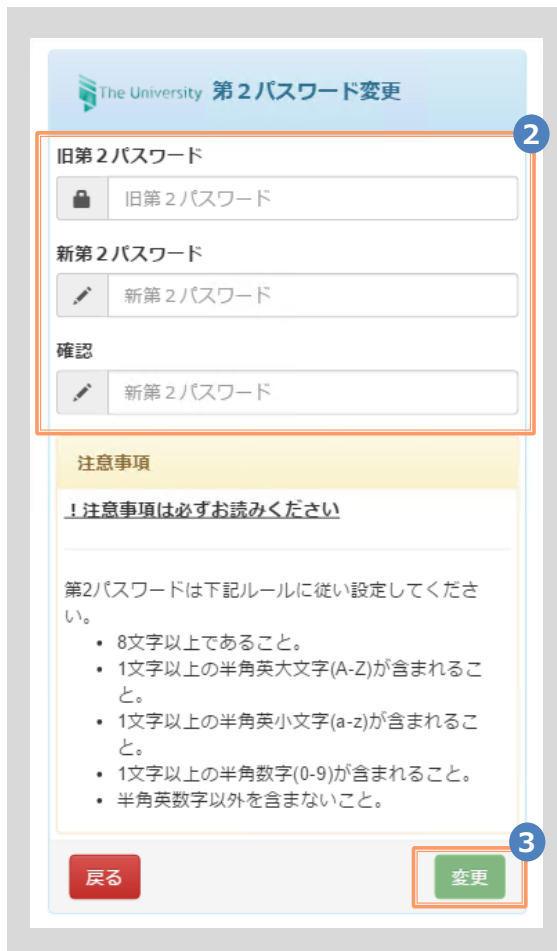 The University 第２パスワード変更
2
旧第２パスワード
旧第２パスワード
新第２パスワード
新第２パスワード
確認
新第２パスワード
注意事項
！注意事項は必ずお読みください
第2パスワードは下記ルールに従い設定してくださ
い。
• 8文字以上であること。
• 1文字以上の半角英大文字(A-Z)が含まれるこ
と。
• 1文字以上の半角英小文字(a-z)が含まれるこ
と。
• 1文字以上の半角数字(0-9)が含まれること。
• 半角英数字以外を含まないこと。
3
戻る
変更